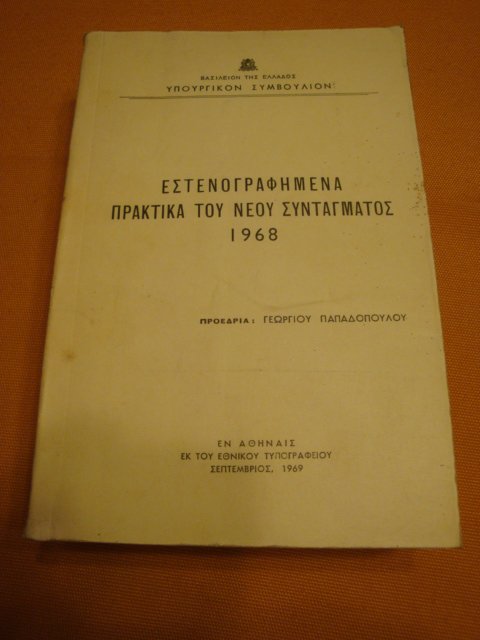 ΒΑΣΙΛΕΙΟΝ ΤΗΣ ΕΛΛΑΔΟΣ
ΥΠΟΥΡΓΙΚΟΝ ΣΥΜΒΟΥΛΙΟΝ
ΕΣΤΕΝΟΓΡΑΦΗΜΕΝΑ
ΠΡΑΚΤΙΚΑ ΤΟΥ ΝΕΟΥ ΣΥΝΤΑΓΜΑΤΟΣ
1968
ΠΡΟΕΔΡΙΑ: ΓΕΩΡΓΙΟΥ ΠΑΠΑΔΟΠΟΥΛΟΥ
ΕΝ ΑΘΗΝΑΙΣ
ΕΚ ΤΟΥ ΕΘΝΙΚΟΥ ΤΥΠΟΓΡΑΦΕΙΟΥ
ΣΕΠΤΕΜΒΡΙΟΣ, 1969